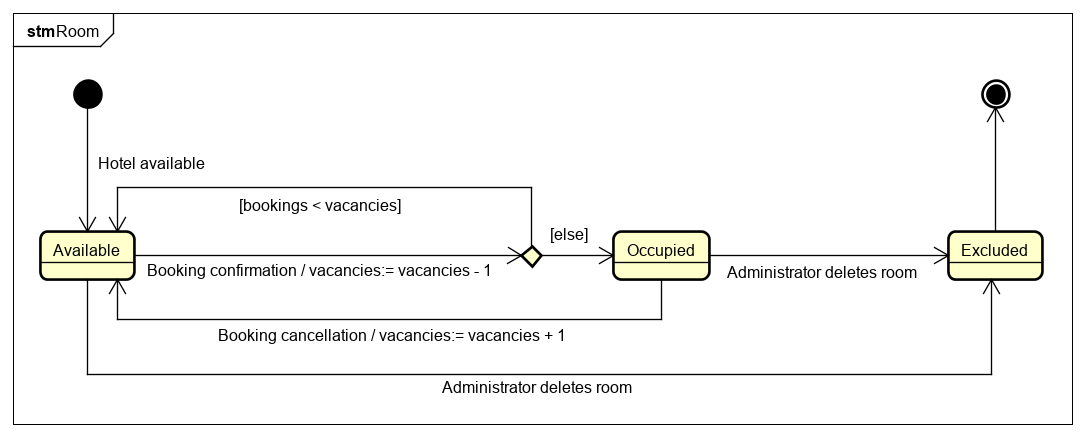 stmRoom
Hotel available
[bookings < vacancies]
[else]
Available
Occupied
Excluded
Booking confirmation / vacancies:= vacancies - 1
Administrator deletes room
Booking cancellation / vacancies:= vacancies + 1
Administrator deletes room